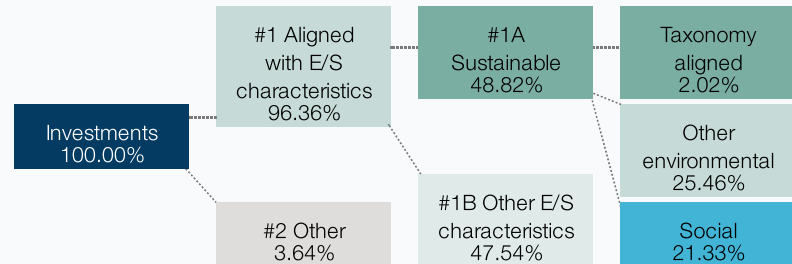 Investments
100.00%
#1 Aligned
with E/S
characteristics
96.36%
#2 Other
3.64%
#1A
Sustainable
48.82%
#1B Other E/S
characteristics
47.54%
Taxonomy
aligned
2.02%
Other
environmental
25.46%
Social
21.33%